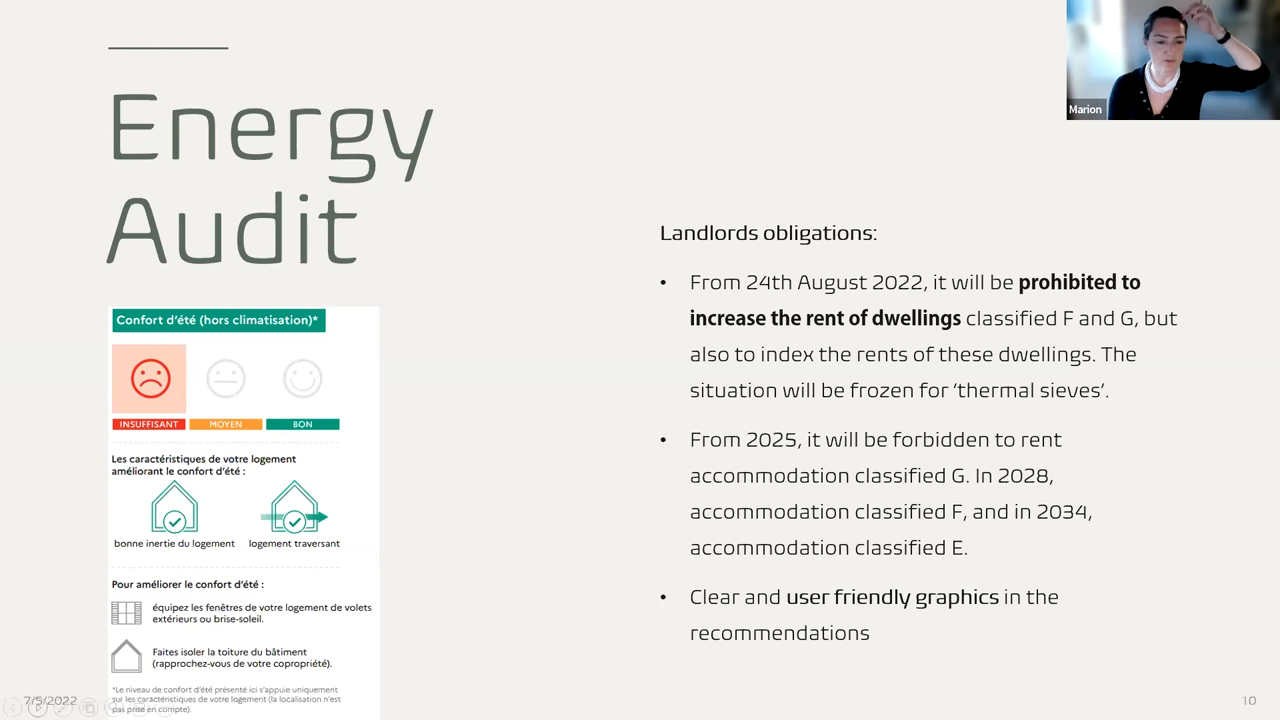 Marion
Energy
Audit
Confort d'été (hors climatisation)*
INSUFFISANT MOYEN BON
Les caractéristiques de votre logement
améliorant le confort d'été :
bonne inertie du logement logement traversant
Pour améliorer le confort d'été :
équipez les fenêtres de votre logement de volets
extérieurs ou brise-soleil.
Faites isoler la toiture du bâtiment
(rapprochez-vous de votre copropriété).
*Le niveau de confort d'été présenté ici s'appuie uniquement
sur les caractéristiques de votre logement (la localisation n'est
pas prise en compte).
Landlords obligations:
• From 24th August 2022, it will be prohibited to
increase the rent of dwellings classified F and G, but
also to index the rents of these dwellings. The
situation will be frozen for ‘thermal sieves’.
• From 2025, it will be forbidden to rent
accommodation classified G. In 2028,
accommodation classified F, and in 2034,
accommodation classified E.
• Clear and user friendly graphics in the
recommendations
7/5/2022
10